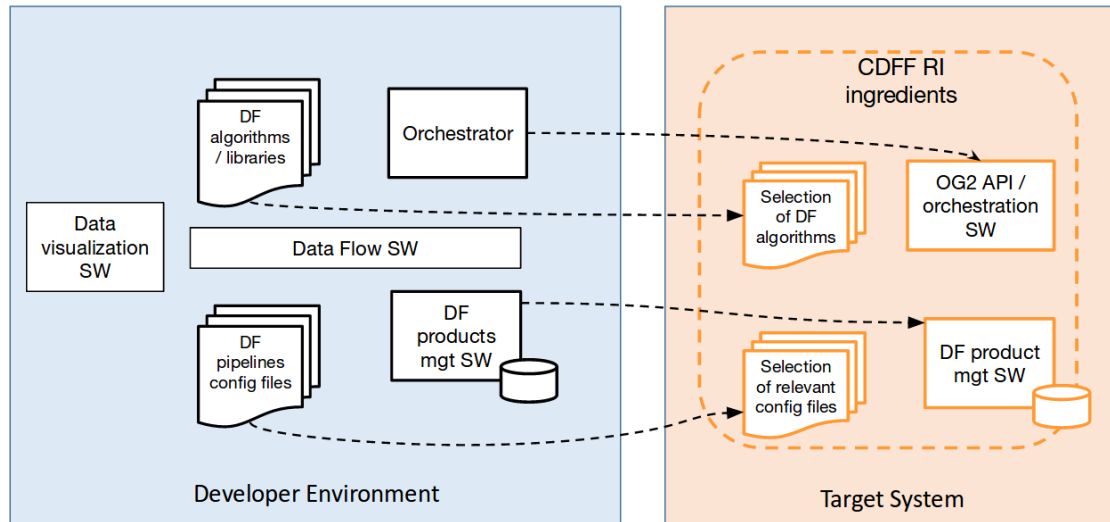 DF
algorithms
/ libraries
Orchestrator
Data
visualization
SW
Data Flow SW
DF
pipelines
config files
DF
products
mgt SW
Developer Environment
CDFF RI
ingredients
Selection
of DF
algorithms
OG2 API /
orchestration
SW
Selection
of relevant
config files
DF product
mgt SW
Target System